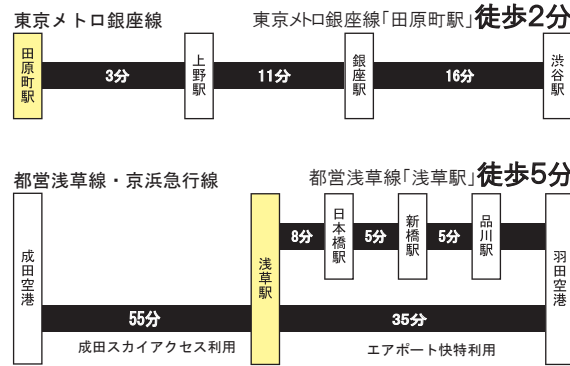 東京メトロ銀座線
東京メトロ銀座線「田原町駅」徒歩2分
田原町駅
3分
上野駅
11分
銀座駅
16分
渋谷駅
都営浅草線・京浜急行線
都営浅草線「浅草駅」徒歩5分
成田空港
55分
成田スカイアクセス利用
浅草駅
8分
日本橋駅
5分
新橋駅
5分
品川駅
35分
エアポート快特利用
羽田空港